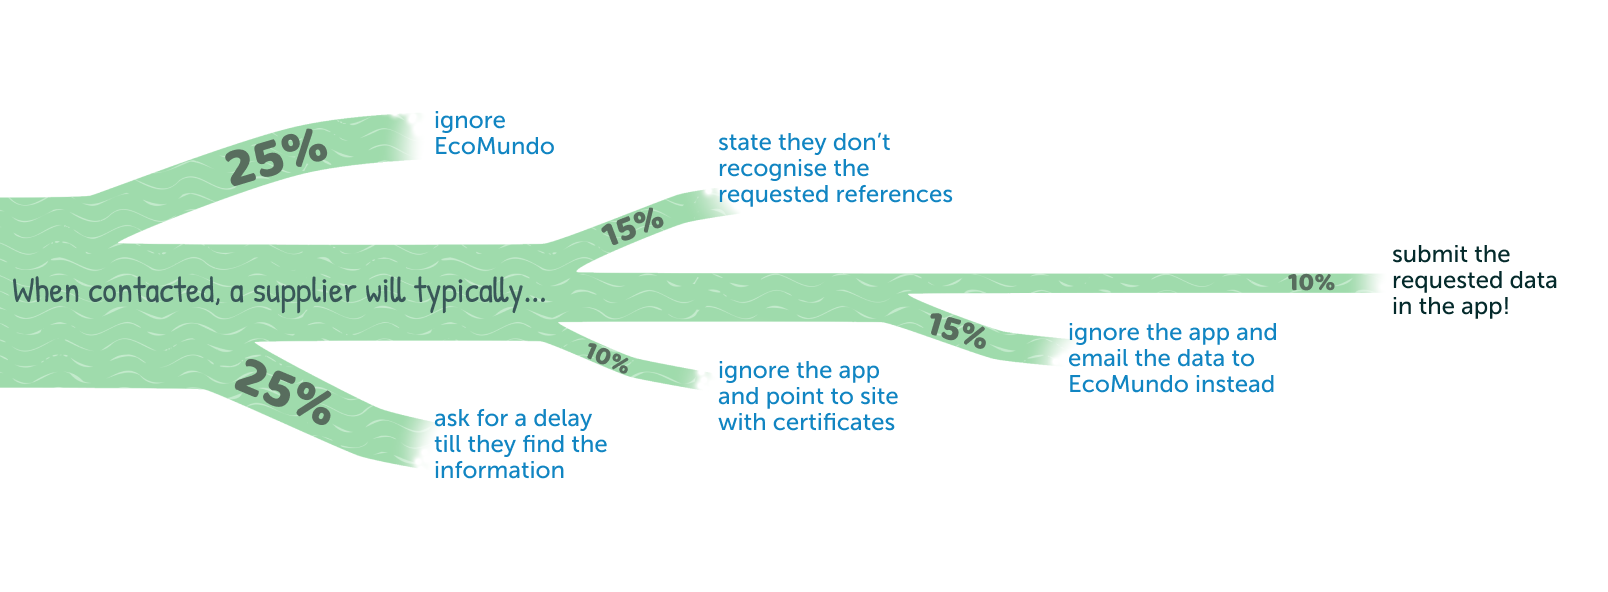 25%
ignore
EcoMundo
state they don’t
recognise the
requested references
15%
submit the
requested data
in the app!
10%
When contacted, a supplier will typically...
15%
ignore the app and
email the data to
EcoMundo instead
10%
ignore the app
and point to site
with certificates
25%
ask for a delay
till they find the
information